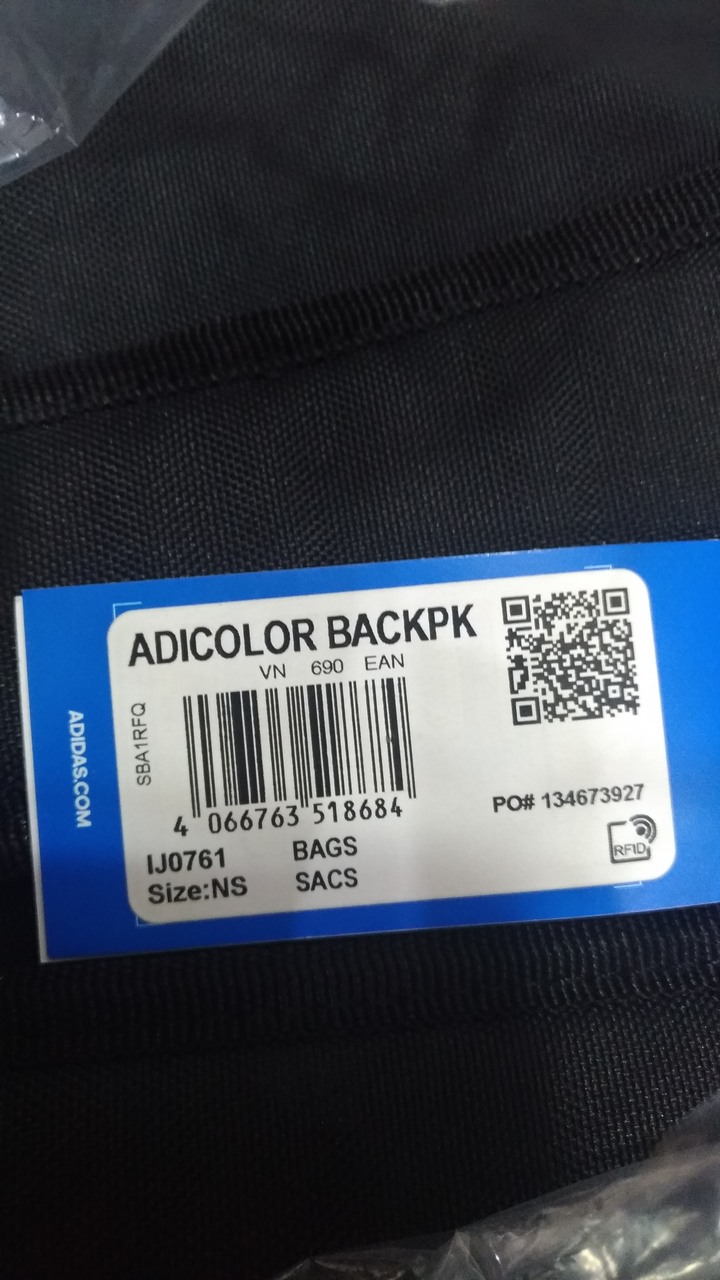 ADICOLOR BACKPK
VN 690 EAN
SBA1RFQ
4 066763 518684
PO# 134673927
IJ0761 BAGS
Size:NS SACS
RFID
ADIDAS.COM